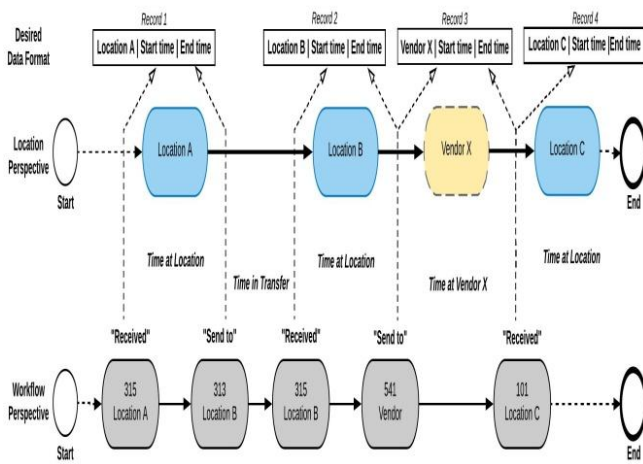 Desired
Data Format
Record 1
Location A | Start time | End time
Record 2
Location B | Start time | End time
Record 3
Vendor X | Start time | End time
Record 4
Location C | Start time |End time
Location
Perspective
Start
Location A
Location B
Vendor X
Location C
End
Time at Location
Time in Transfer
Time at Location
Time at Vendor X
Time at Location
"Received"
"Send to"
"Received"
"Send to"
"Received"
Workflow
Perspective
Start
315
Location A
313
Location B
315
Location B
541
Vendor
101
Location C
End